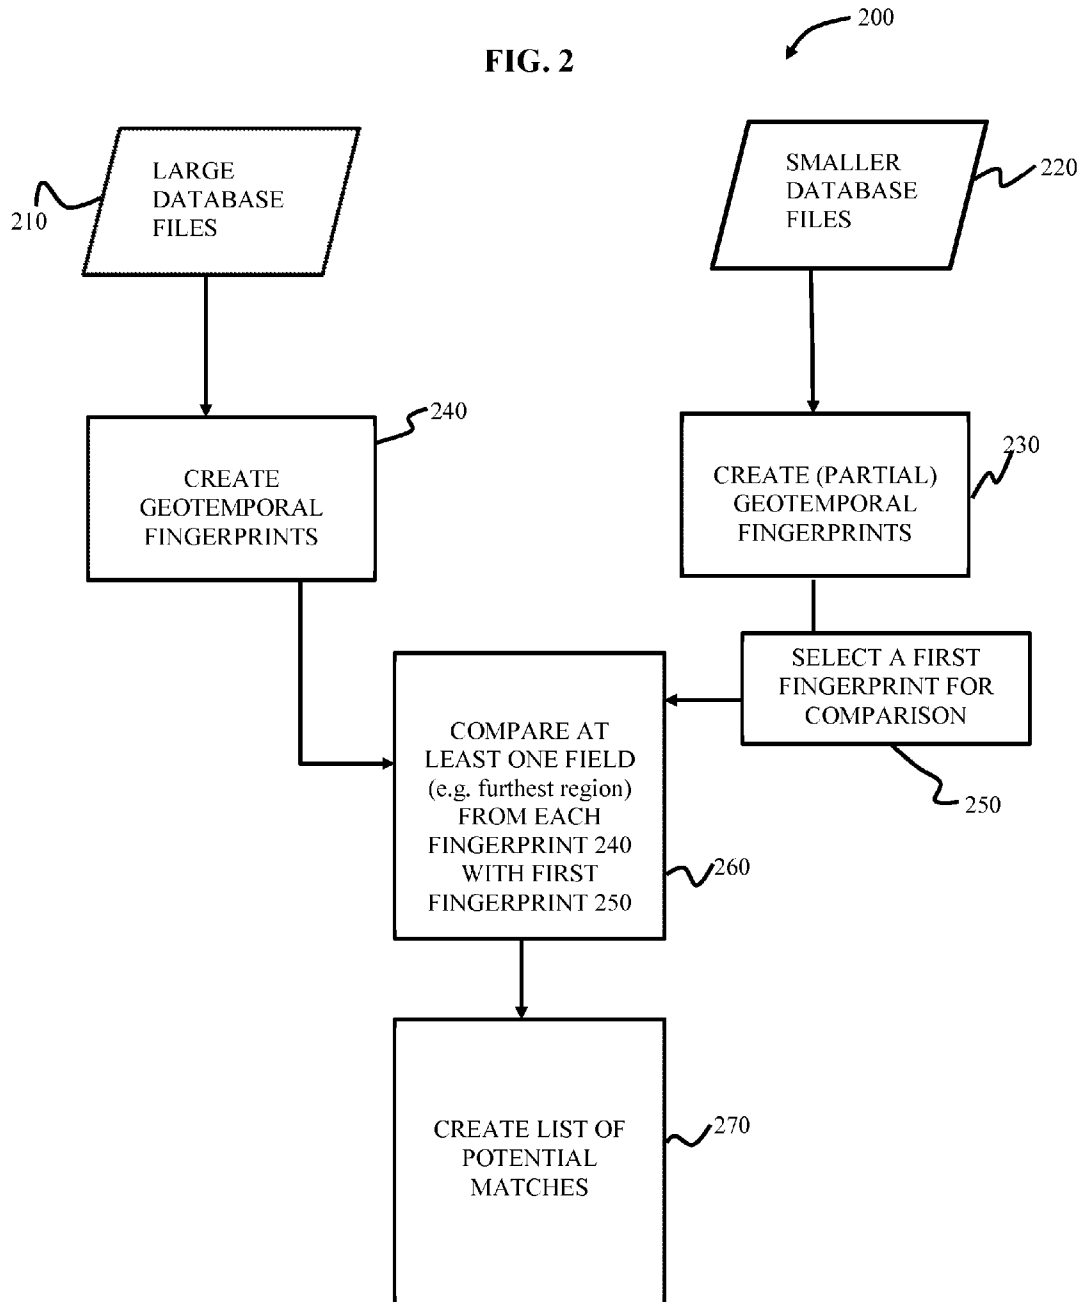 200
FIG. 2
LARGE
DATABASE
FILES
210
SMALLER
DATABASE
FILES
220
240
CREATE
GEOTEMPORAL
FINGERPRINTS
230
CREATE (PARTIAL)
GEOTEMPORAL
FINGERPRINTS
SELECT A FIRST
FINGERPRINT FOR
COMPARISON
250
COMPARE AT
LEAST ONE FIELD
(e.g. furthest region)
FROM EACH
FINGERPRINT 240
WITH FIRST
FINGERPRINT 250
260
CREATE LIST OF
POTENTIAL
MATCHES
270